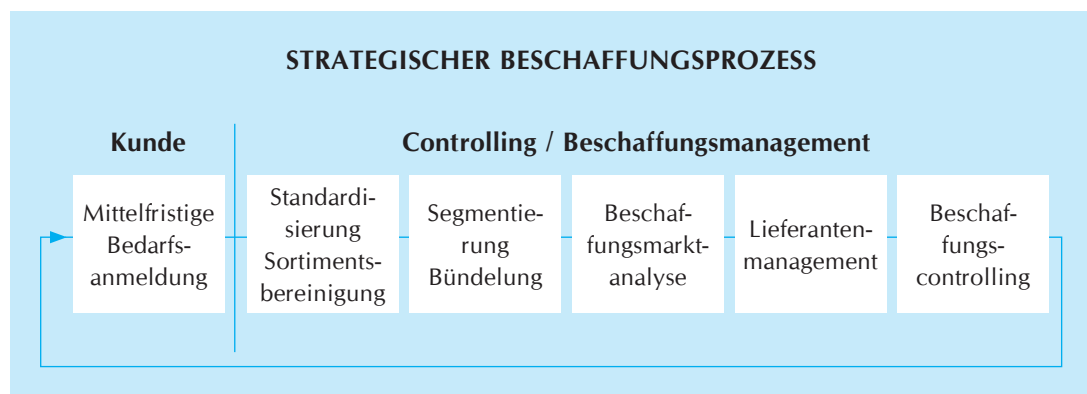 STRATEGISCHER BESCHAFFUNGSPROZESS
Kunde
Controlling / Beschaffungsmanagement
Mittelfristige
Bedarfs-
anmeldung
Standardi-
sierung
Sortiments-
bereinigung
Segmentie-
rung
Bündelung
Beschaf-
fungsmarkt-
analyse
Lieferanten-
management
Beschaf-
fungs-
controlling